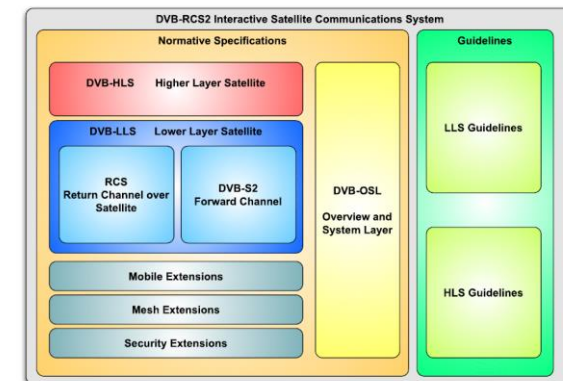 DVB-RCS2 Interactive Satellite Communications System
Normative Specifications
DVB-HLS Higher Layer Satellite
DVB-LLS Lower Layer Satellite
RCS
Return Channel over
Satellite
DVB-S2
Forward Channel
Mobile Extensions
Mesh Extensions
Security Extensions
DVB-OSL
Overview and
System Layer
Guidelines
LLS Guidelines
HLS Guidelines